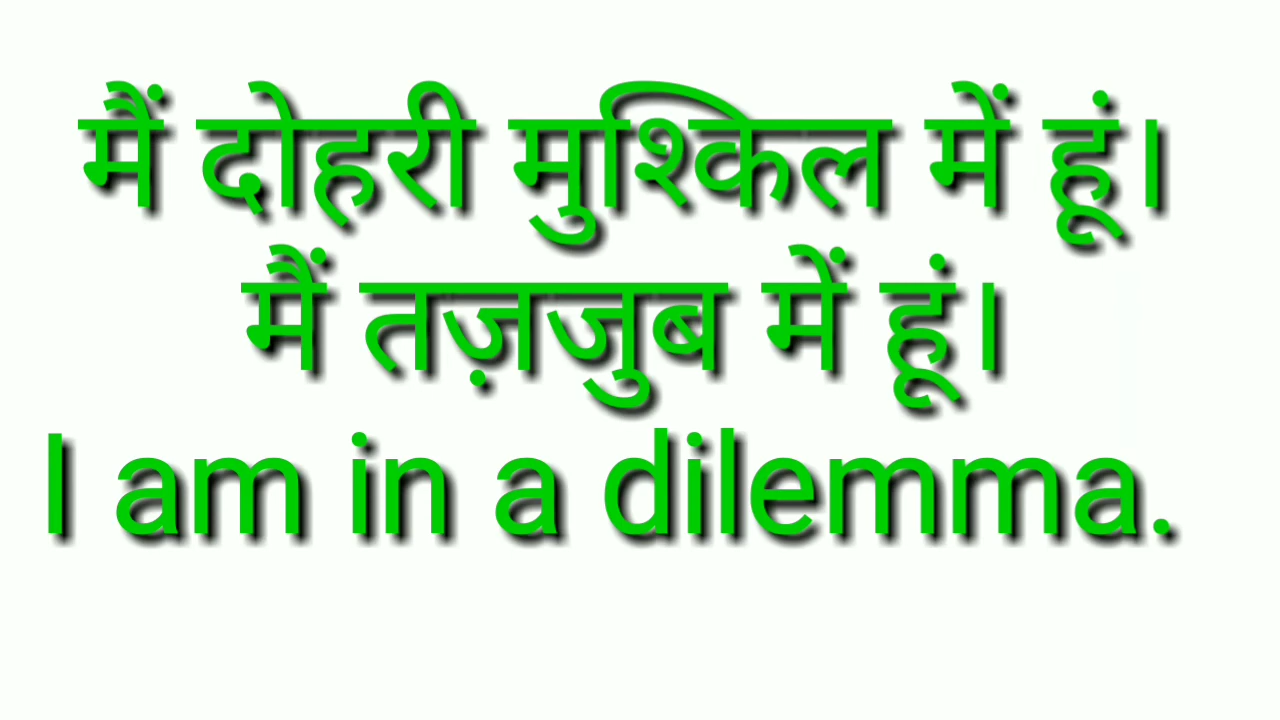 मैं दोहरी मुश्किल में हूं।
मैं तज़जुब में हूं।
I am in a dilemma.